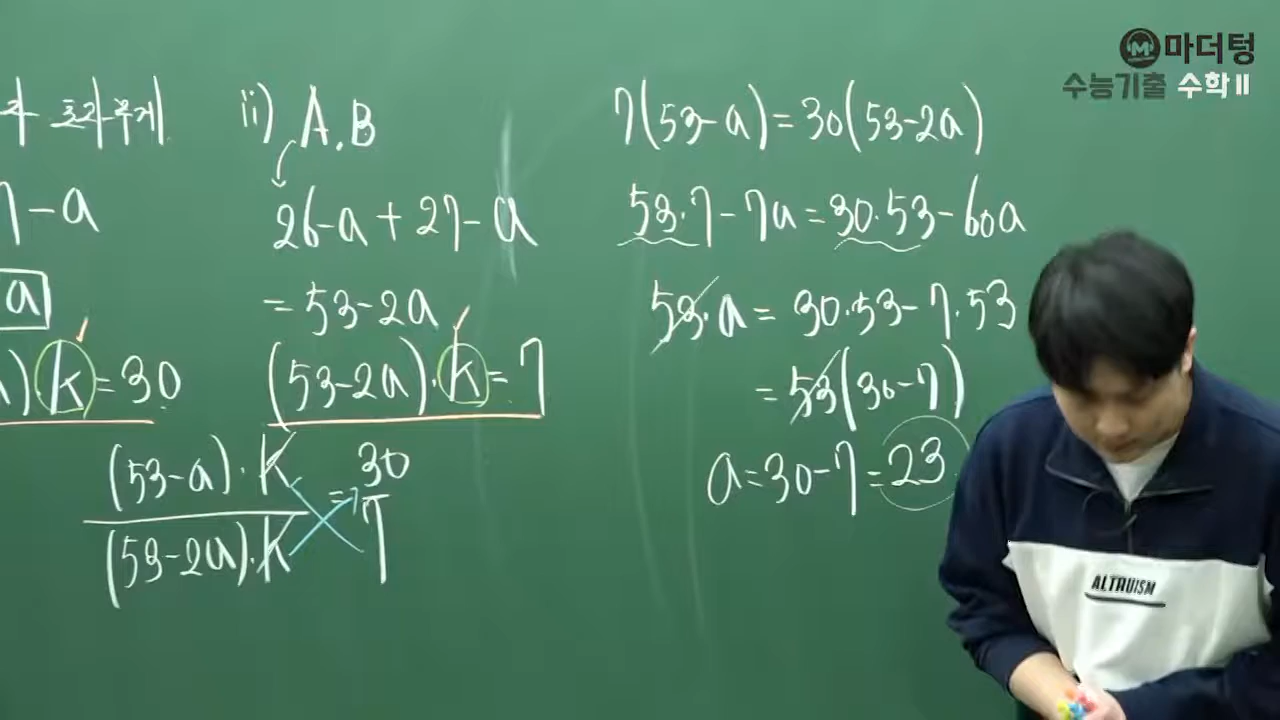 마더텅
수능기출 수학II
초과 무게
7-a
a
) k = 30
(53-a)·k / (53-2a)·k = 30 / 7
ii) A, B
26-a + 27-a
= 53-2a
(53-2a)·k = 7
7(53-a) = 30(53-2a)
53·7 - 7a = 30·53 - 60a
53·a = 30·53 - 7·53
= 53(30-7)
a = 30-7 = 23
ALTRUISM